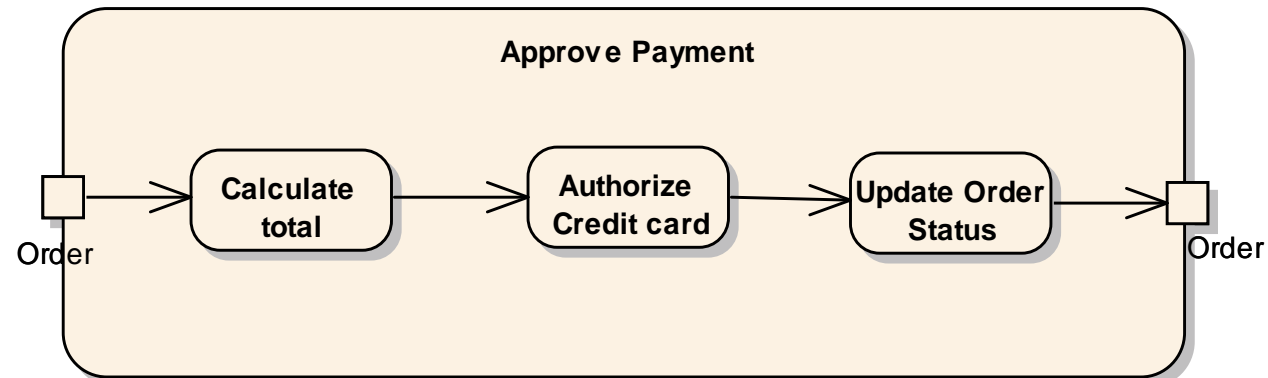 Approve Payment
Calculate
total
Authorize
Credit card
Update Order
Status
Order
Order